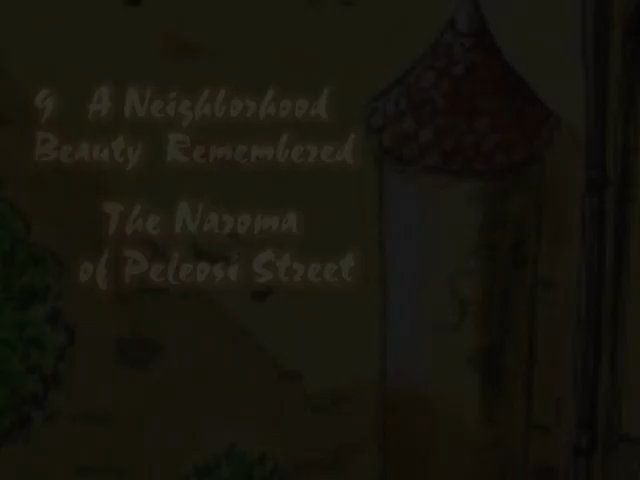 9 A Neighborhood
Beauty Remembered
The Naroma
of Peleosi Street